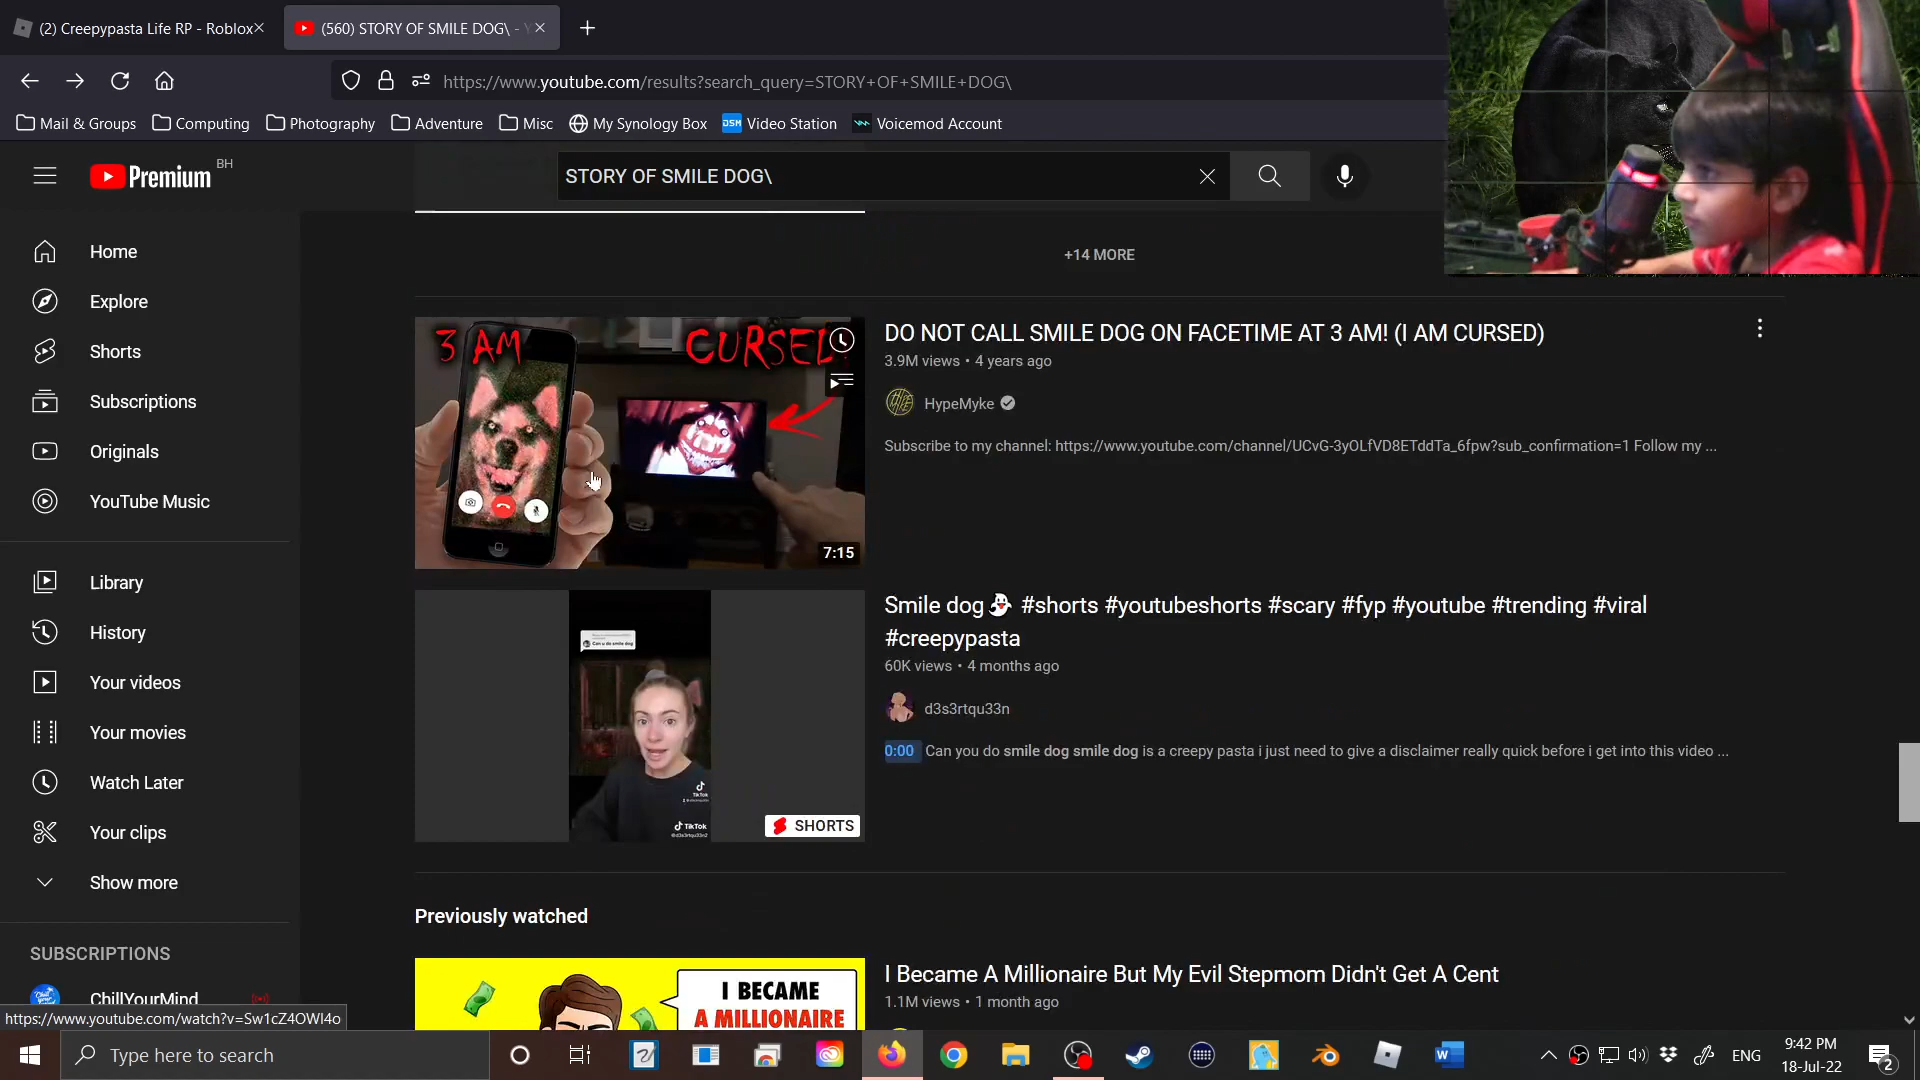 (2) Creepypasta Life RP - Roblox
(560) STORY OF SMILE DOG\ - Y
https://www.youtube.com/results?search_query=STORY+OF+SMILE+DOG\
Mail & Groups Computing Photography Adventure Misc My Synology Box DSM Video Station Voicemod Account
Premium BH
STORY OF SMILE DOG\
Home
Explore
Shorts
Subscriptions
Originals
YouTube Music
Library
History
Your videos
Your movies
Watch Later
Your clips
Show more
SUBSCRIPTIONS
ChillYourMind
https://www.youtube.com/watch?v=Sw1cZ4OWI4o
+14 MORE
3 AM CURSED
7:15
DO NOT CALL SMILE DOG ON FACETIME AT 3 AM! (I AM CURSED)
3.9M views • 4 years ago
HypeMyke
Subscribe to my channel: https://www.youtube.com/channel/UCvG-3yOLfVD8ETddTa_6fpw?sub_confirmation=1 Follow my ...
Can u do smile dog
TikTok
TikTok
SHORTS
Smile dog👻 #shorts #youtubeshorts #scary #fyp #youtube #trending #viral
#creepypasta
60K views • 4 months ago
d3s3rtqu33n
0:00 Can you do smile dog smile dog is a creepy pasta i just need to give a disclaimer really quick before i get into this video ...
Previously watched
I BECAME
A MILLIONAIRE
I Became A Millionaire But My Evil Stepmom Didn't Get A Cent
1.1M views • 1 month ago
Type here to search
ENG
9:42 PM
18-Jul-22
2